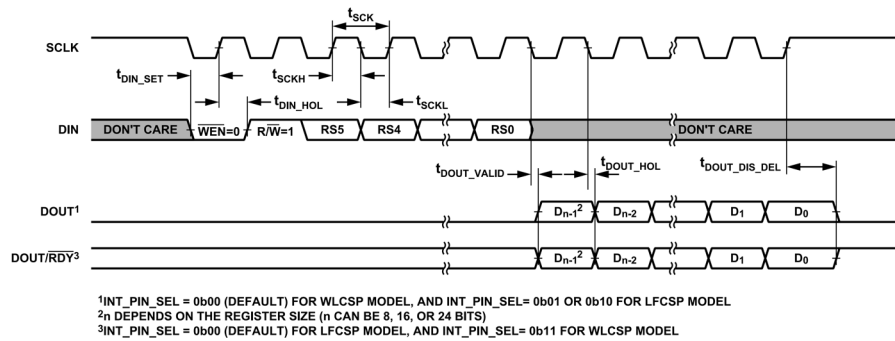 tSCK
SCLK
tDIN_SET
tSCKH
tDIN_HOL
tSCKL
DIN
DON'T CARE
WEN=0
R/W=1
RS5
RS4
RS0
DON'T CARE
tDOUT_VALID
tDOUT_HOL
tDOUT_DIS_DEL
DOUT1
Dn-12
Dn-2
D1
D0
DOUT/RDY3
Dn-12
Dn-2
D1
D0
1INT_PIN_SEL = 0b00 (DEFAULT) FOR WLCSP MODEL, AND INT_PIN_SEL= 0b01 OR 0b10 FOR LFCSP MODEL
2n DEPENDS ON THE REGISTER SIZE (n CAN BE 8, 16, OR 24 BITS)
3INT_PIN_SEL = 0b00 (DEFAULT) FOR LFCSP MODEL, AND INT_PIN_SEL= 0b11 FOR WLCSP MODEL